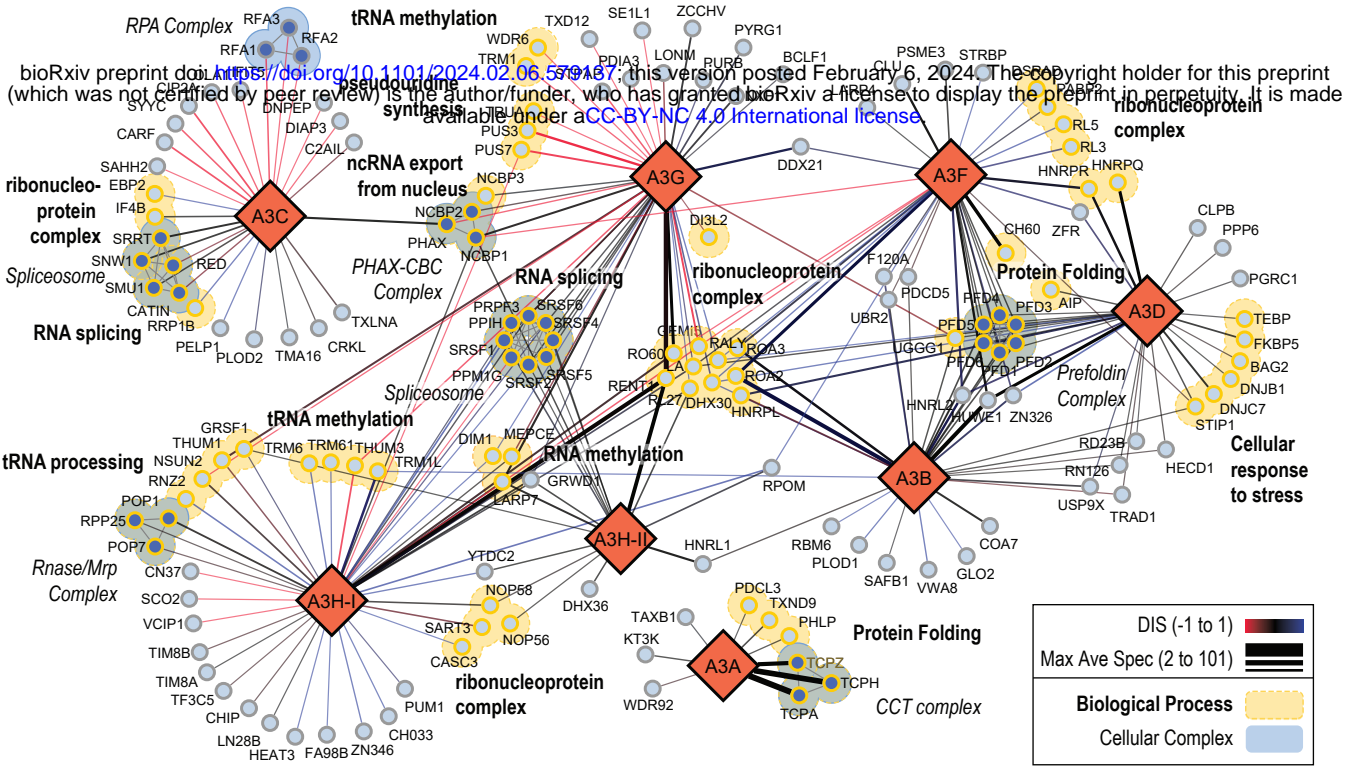 RPA Complex
RFA3
RFA1
RFA2
tRNA methylation
WDR6
TRM1
TXD12
SE1L1
ZCCHV
PYRG1
PDIA3
LONM
PURB
BCLF1
PSME3
STRBP
CLU
bioRxiv preprint doi: https://doi.org/10.1101/2024.02.06.579137; this version posted February 6, 2024. The copyright holder for this preprint
(which was not certified by peer review) is the author/funder, who has granted bioRxiv a license to display the preprint in perpetuity. It is made
available under aCC-BY-NC 4.0 International license.
pseudouridine
synthesis
CIP2A
SYYC
CARF
SAHH2
DNPEP
DIAP3
C2AIL
PUS3
PUS7
ribonucleoprotein
complex
RL5
RL3
HNRPQ
HNRPR
DDX21
ZFR
ncRNA export
from nucleus
NCBP3
NCBP2
PHAX
NCBP1
PHAX-CBC
Complex
A3C
A3G
A3F
ribonucleo-
protein
complex
EBP2
IF4B
SRRT
Spliceosome
SNW1
RED
SMU1
CATIN
RRP1B
RNA splicing
PELP1
PLOD2
TMA16
CRKL
TXLNA
DI3L2
ribonucleoprotein
complex
CH60
Protein Folding
AIP
F120A
PDCD5
UBR2
CLPB
PPP6
PGRC1
A3D
RNA splicing
PRPF3
SRSF6
PPIH
SRSF4
SRSF1
PPM1G
SRSF2
SRSF5
Spliceosome
GEMI5
RALY
ROA3
RO60
LA
ROA2
RENT1
RL27
DHX30
HNRPL
PFD4
PFD3
PFD5
UGGG1
PFD6
PFD2
PFD1
Prefoldin
Complex
HNRL2
HUWE1
ZN326
TEBP
FKBP5
BAG2
DNJB1
DNJC7
STIP1
Cellular
response
to stress
RD23B
HECD1
RN126
USP9X
TRAD1
tRNA methylation
GRSF1
THUM1
TRM6
TRM61
THUM3
TRM1L
tRNA processing
NSUN2
RNZ2
POP1
RPP25
POP7
Rnase/Mrp
Complex
DIM1
MEPCE
RNA methylation
GRWD1
LARP7
RPOM
A3B
A3H-II
HNRL1
DHX36
YTDC2
A3H-I
CN37
SCO2
VCIP1
TIM8B
TIM8A
TF3C5
CHIP
LN28B
HEAT3
FA98B
ZN346
CH033
PUM1
NOP58
SART3
NOP56
CASC3
ribonucleoprotein
complex
RBM6
PLOD1
SAFB1
VWA8
GLO2
COA7
PDCL3
TXND9
PHLP
TAXB1
KT3K
WDR92
A3A
Protein Folding
TCPZ
TCPH
TCPA
CCT complex
DIS (-1 to 1)
Max Ave Spec (2 to 101)
Biological Process
Cellular Complex